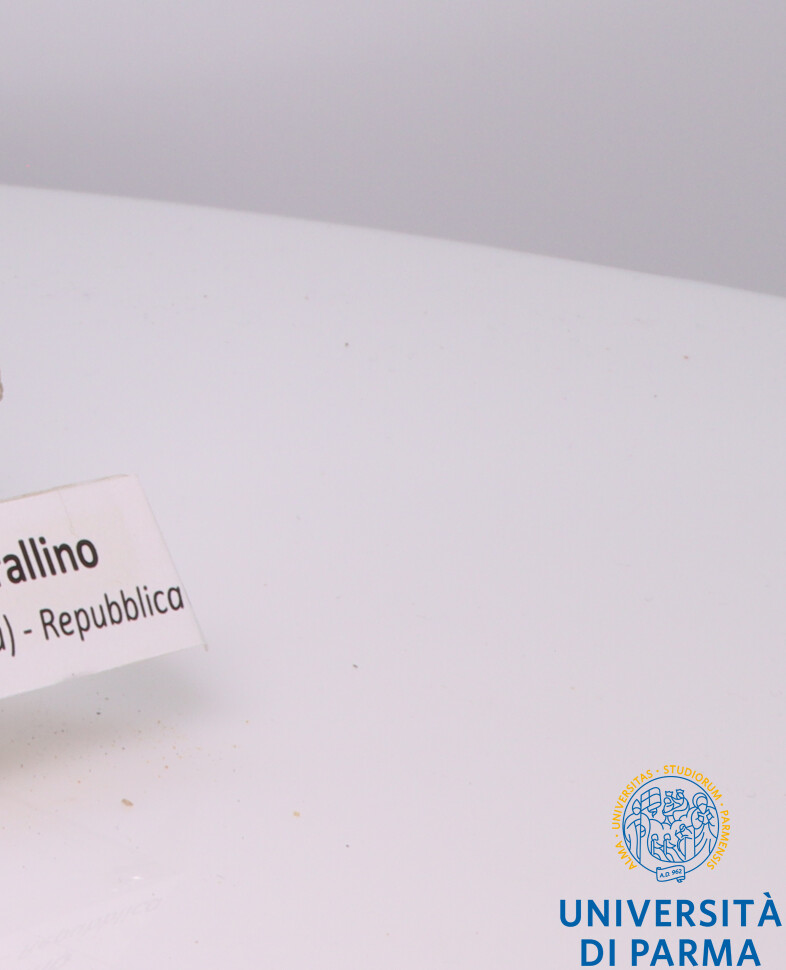 allino
) - Repubblica
ALMA - UNIVERSITAS - STUDIORUM - PARMENSIS
A.D. 962
UNIVERSITÀ
DI PARMA